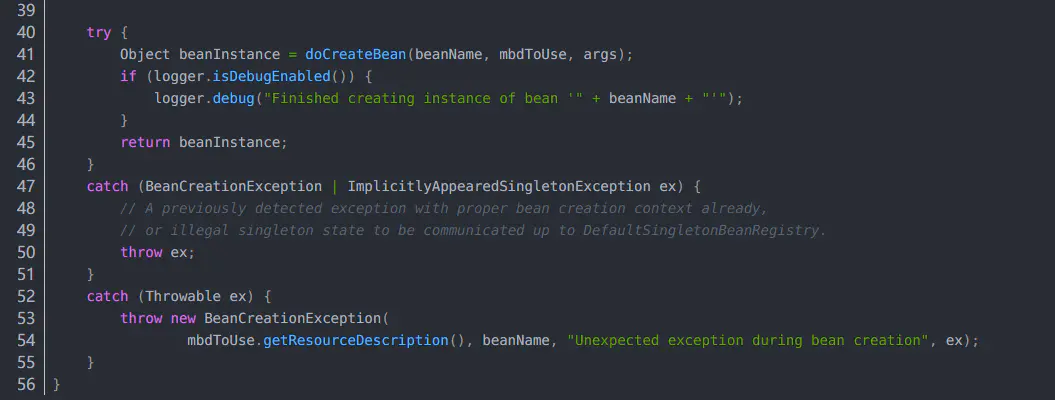 39
40     try {
41         Object beanInstance = doCreateBean(beanName, mbdToUse, args);
42         if (logger.isDebugEnabled()) {
43             logger.debug("Finished creating instance of bean '" + beanName + "'");
44         }
45         return beanInstance;
46     }
47     catch (BeanCreationException | ImplicitlyAppearedSingletonException ex) {
48         // A previously detected exception with proper bean creation context already,
49         // or illegal singleton state to be communicated up to DefaultSingletonBeanRegistry.
50         throw ex;
51     }
52     catch (Throwable ex) {
53         throw new BeanCreationException(
54                 mbdToUse.getResourceDescription(), beanName, "Unexpected exception during bean creation", ex);
55     }
56 }